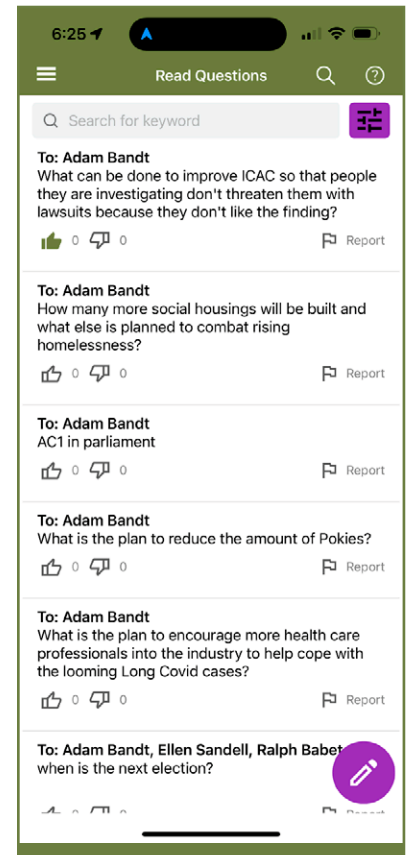 6:25
Read Questions
Search for keyword
To: Adam Bandt
What can be done to improve ICAC so that people
they are investigating don't threaten them with
lawsuits because they don't like the finding?
0 0 Report
To: Adam Bandt
How many more social housings will be built and
what else is planned to combat rising
homelessness?
0 0 Report
To: Adam Bandt
AC1 in parliament
0 0 Report
To: Adam Bandt
What is the plan to reduce the amount of Pokies?
0 0 Report
To: Adam Bandt
What is the plan to encourage more health care
professionals into the industry to help cope with
the looming Long Covid cases?
0 0 Report
To: Adam Bandt, Ellen Sandell, Ralph Babet
when is the next election?